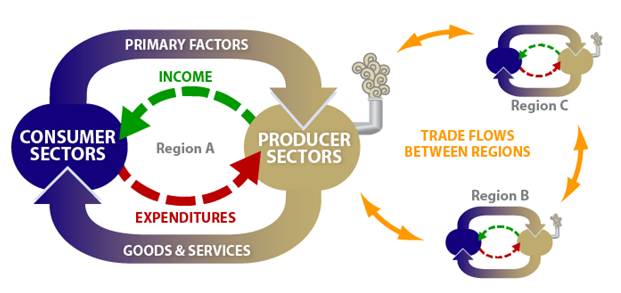 PRIMARY FACTORS
INCOME
CONSUMER
SECTORS
Region A
PRODUCER
SECTORS
EXPENDITURES
GOODS & SERVICES
Region C
TRADE FLOWS
BETWEEN REGIONS
Region B